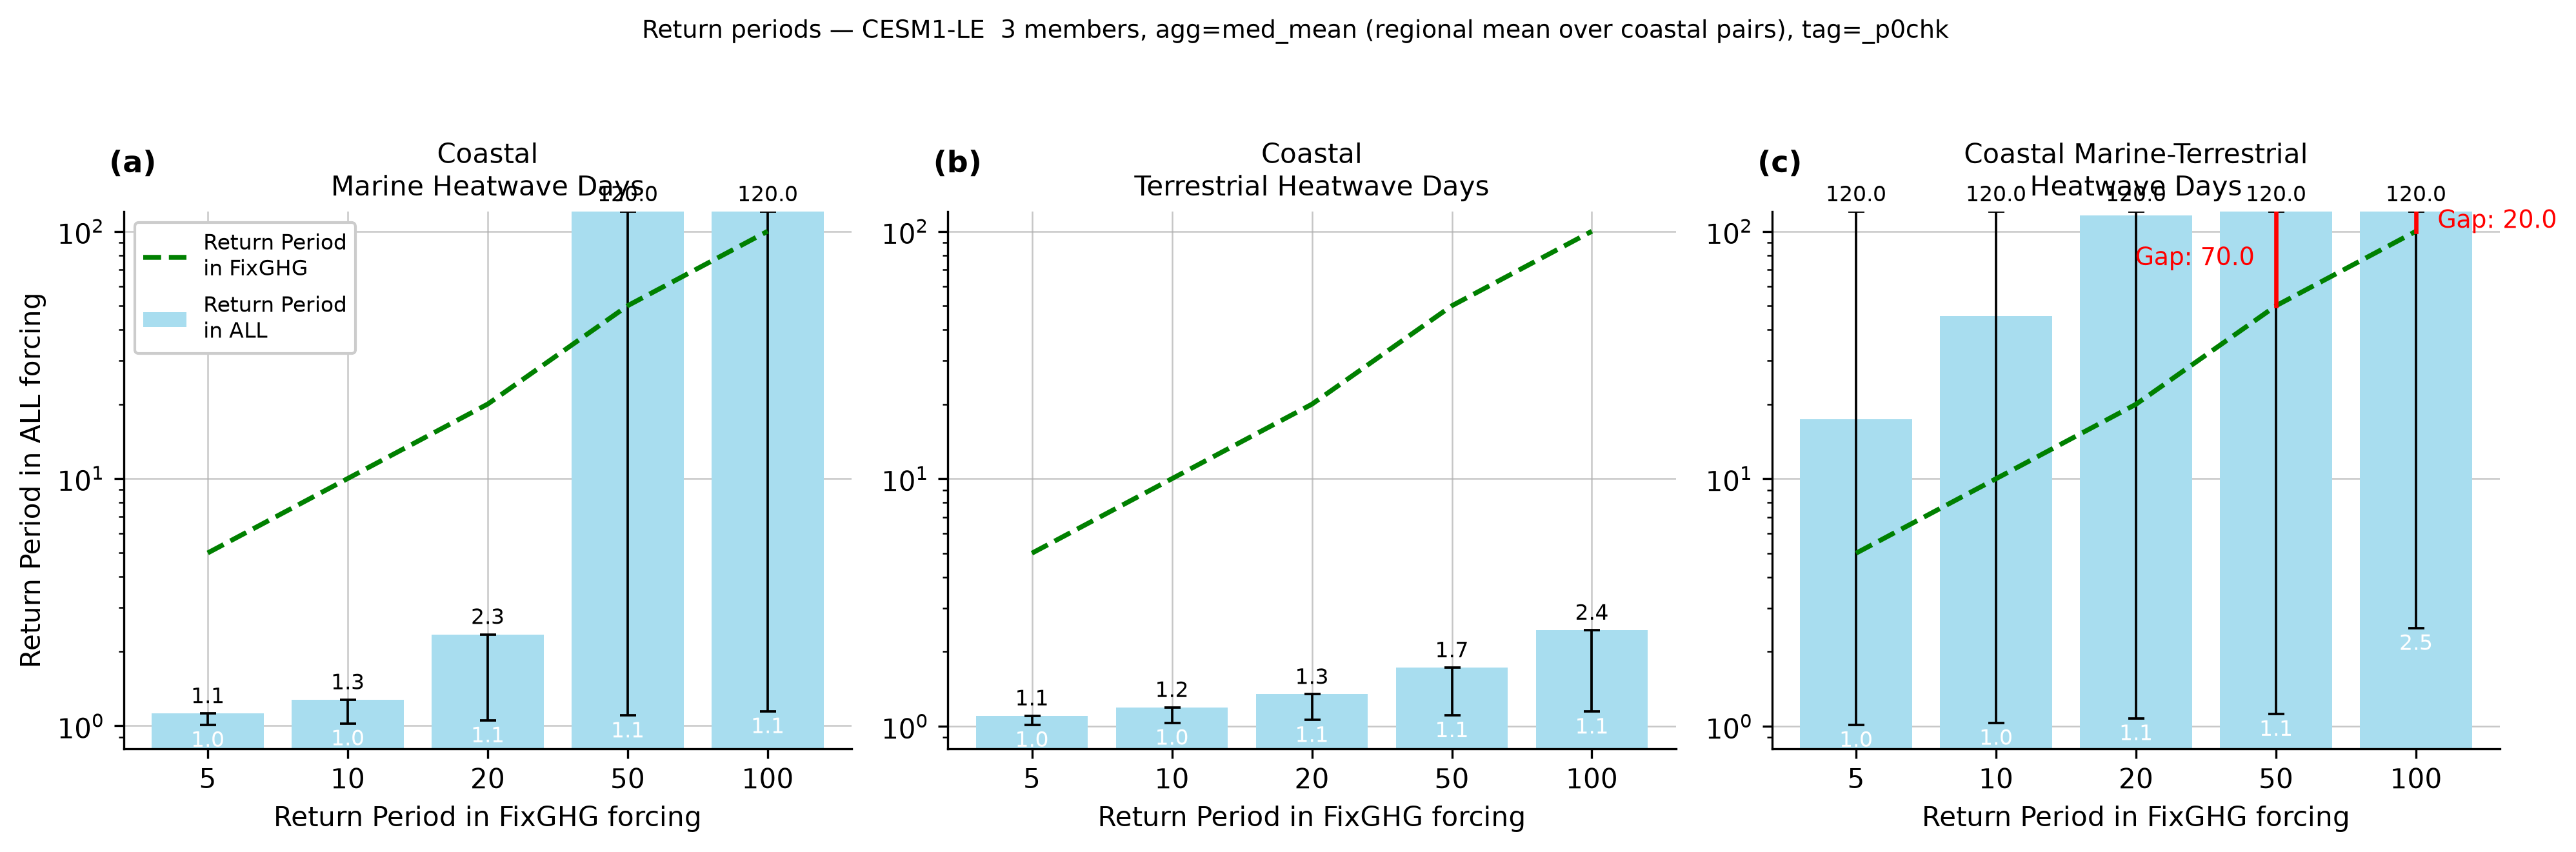 Return periods — CESM1-LE  3 members, agg=med_mean (regional mean over coastal pairs), tag=_p0chk
(a)
Coastal
Marine Heatwave Days
120.0
120.0
10²
10¹
10⁰
Return Period in ALL forcing
Return Period
in FixGHG
Return Period
in ALL
1.1
1.3
2.3
1.0
1.0
1.1
1.1
1.1
5
10
20
50
100
Return Period in FixGHG forcing
(b)
Coastal
Terrestrial Heatwave Days
10²
10¹
10⁰
1.1
1.2
1.3
1.7
2.4
1.0
1.0
1.1
1.1
1.1
5
10
20
50
100
Return Period in FixGHG forcing
(c)
Coastal Marine-Terrestrial
Heatwave Days
120.0
120.0
120.0
120.0
120.0
Gap: 20.0
Gap: 70.0
10²
10¹
10⁰
2.5
1.0
1.0
1.1
1.1
5
10
20
50
100
Return Period in FixGHG forcing